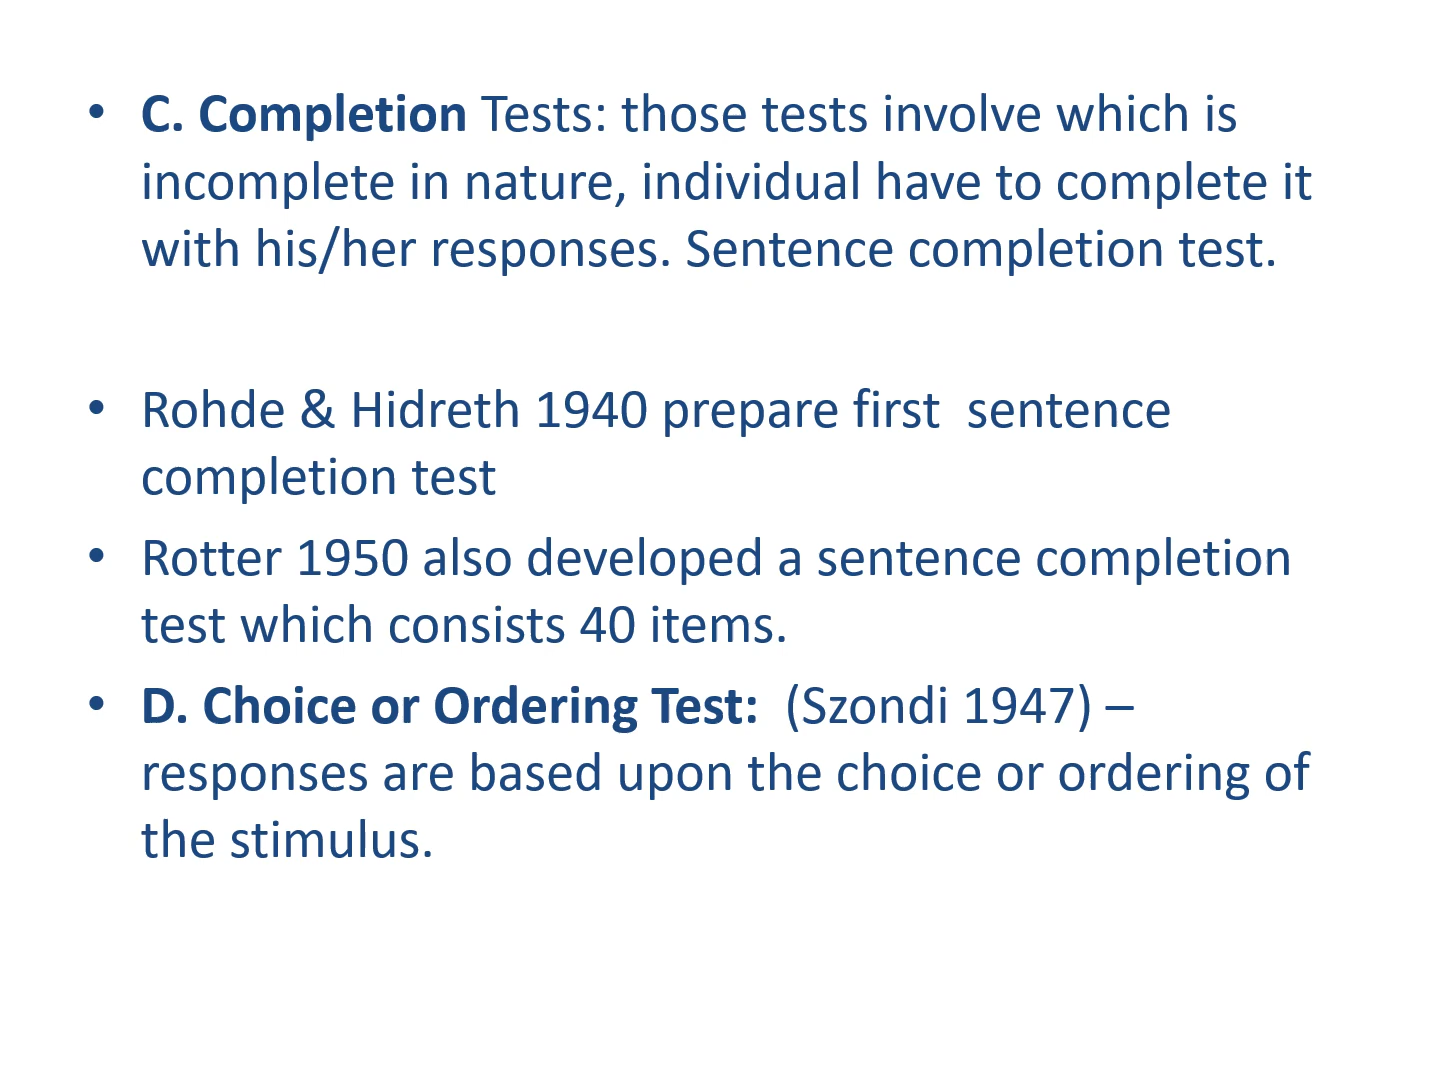 • C. Completion Tests: those tests involve which is
incomplete in nature, individual have to complete it
with his/her responses. Sentence completion test.
• Rohde & Hidreth 1940 prepare first  sentence
completion test
• Rotter 1950 also developed a sentence completion
test which consists 40 items.
• D. Choice or Ordering Test:  (Szondi 1947) –
responses are based upon the choice or ordering of
the stimulus.